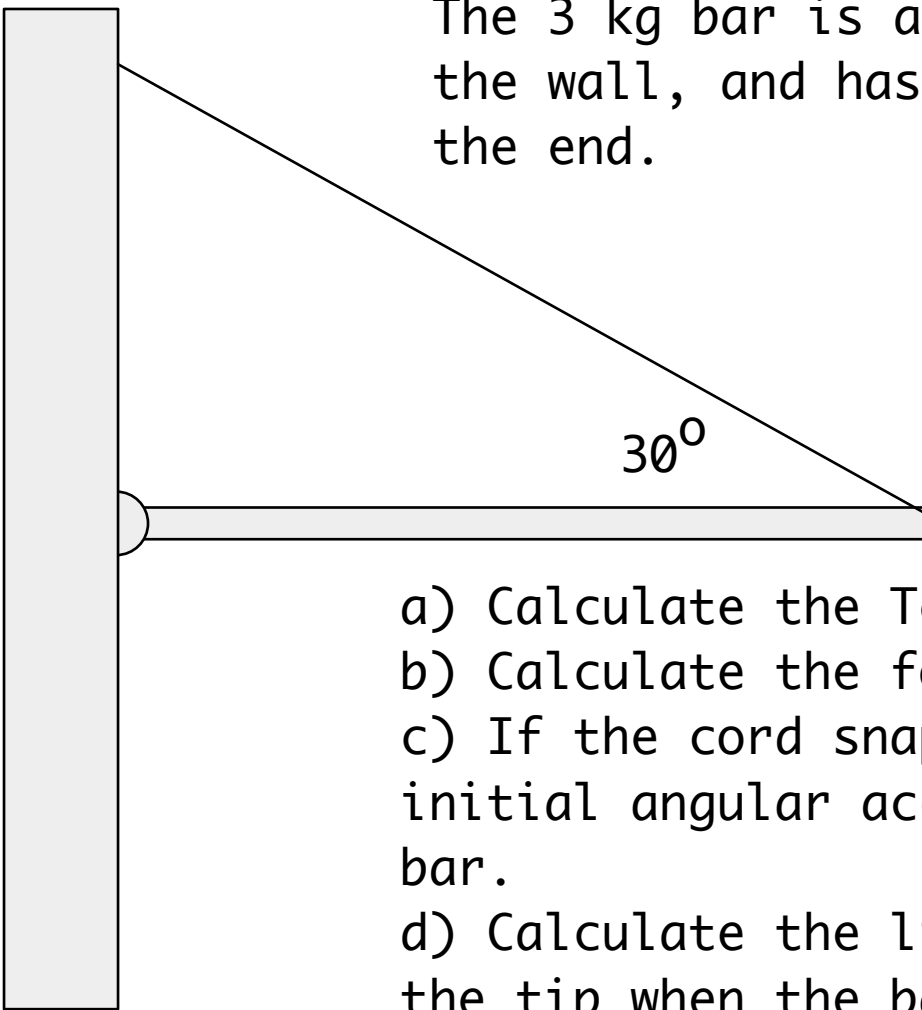 The 3 kg bar is a
the wall, and has
the end.
30°
a) Calculate the T
b) Calculate the f
c) If the cord sna
initial angular ac
bar.
d) Calculate the l
the tip when the b